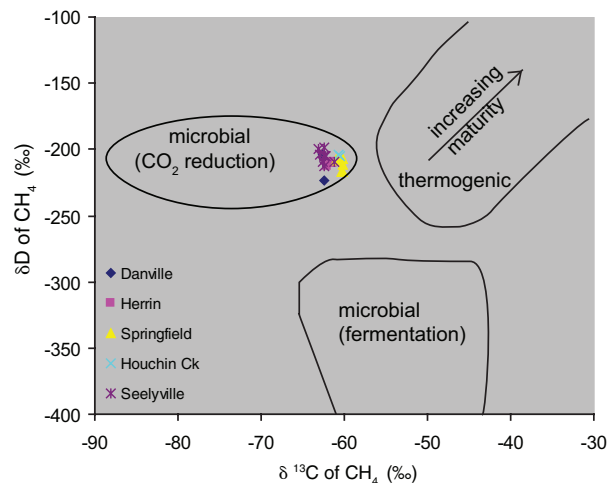 -100
-150
-200
-250
-300
-350
-400
δD of CH₄ (‰)
microbial
(CO₂ reduction)
increasing
maturity
thermogenic
microbial
(fermentation)
Danville
Herrin
Springfield
Houchin Ck
Seelyville
-90 -80 -70 -60 -50 -40 -30
δ ¹³C of CH₄ (‰)